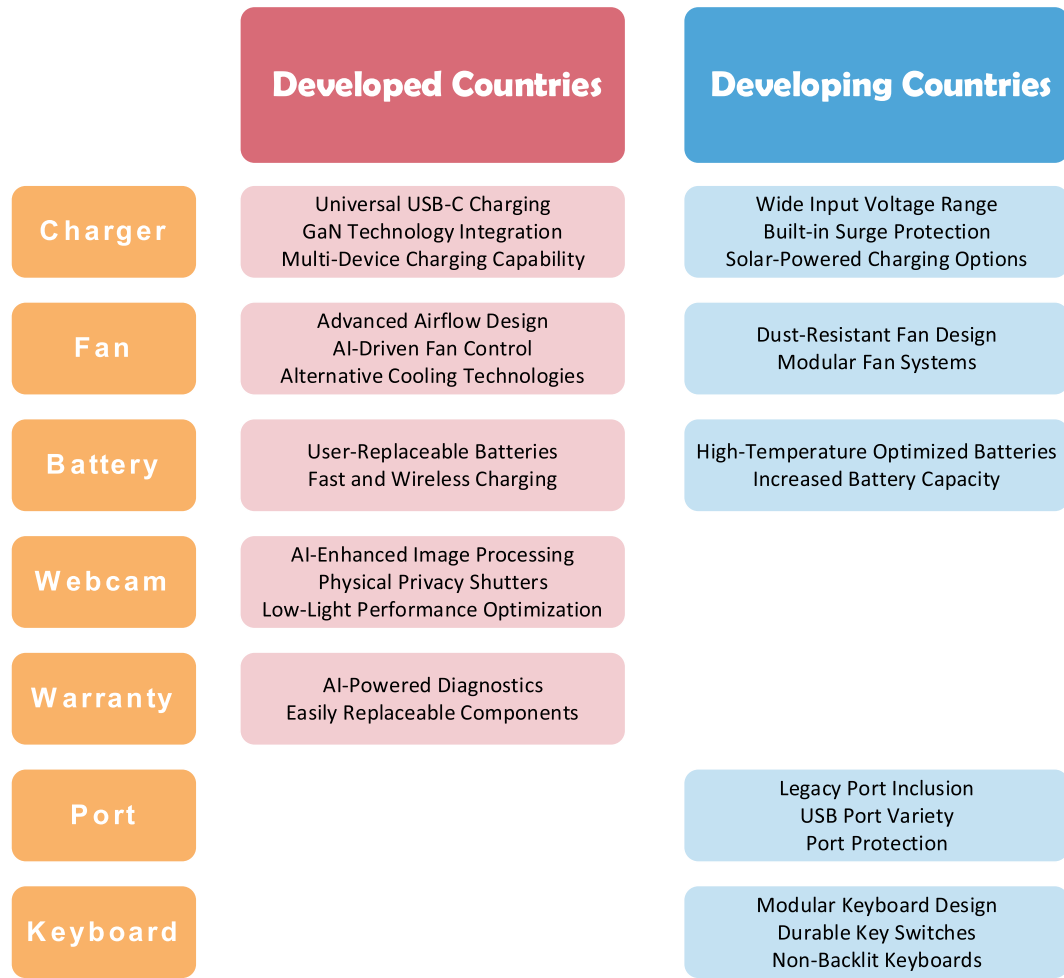 Developed Countries
Developing Countries
Charger
Universal USB-C Charging
GaN Technology Integration
Multi-Device Charging Capability
Wide Input Voltage Range
Built-in Surge Protection
Solar-Powered Charging Options
Fan
Advanced Airflow Design
AI-Driven Fan Control
Alternative Cooling Technologies
Dust-Resistant Fan Design
Modular Fan Systems
Battery
User-Replaceable Batteries
Fast and Wireless Charging
High-Temperature Optimized Batteries
Increased Battery Capacity
Webcam
AI-Enhanced Image Processing
Physical Privacy Shutters
Low-Light Performance Optimization
Warranty
AI-Powered Diagnostics
Easily Replaceable Components
Port
Legacy Port Inclusion
USB Port Variety
Port Protection
Keyboard
Modular Keyboard Design
Durable Key Switches
Non-Backlit Keyboards